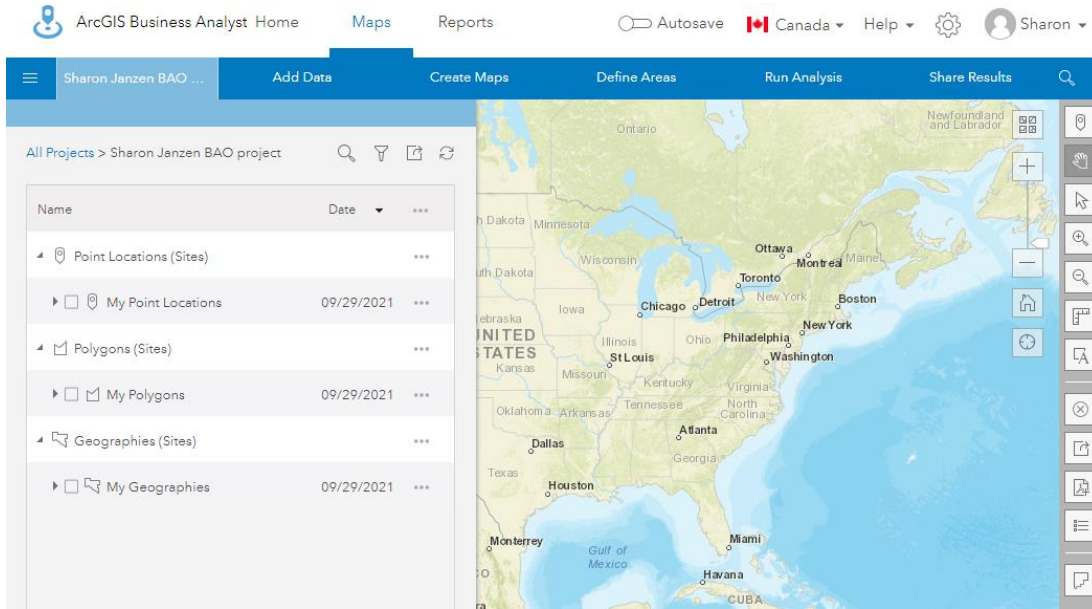 ArcGIS Business Analyst Home Maps Reports Autosave Canada Help Sharon
Sharon Janzen BAO ... Add Data Create Maps Define Areas Run Analysis Share Results
All Projects > Sharon Janzen BAO project
Name Date
Point Locations (Sites)
My Point Locations 09/29/2021
Polygons (Sites)
My Polygons 09/29/2021
Geographies (Sites)
My Geographies 09/29/2021
Ontario
Newfoundland
and Labrador
h Dakota
Minnesota
uth Dakota
Wisconsin
Ottawa
Montreal
Maine
Toronto
Iowa
Chicago
Detroit
New York
Boston
ebraska
UNITED
STATES
Illinois
Ohio
Philadelphia
New York
Kansas
St Louis
Washington
Missouri
Kentucky
Virginia
Oklahoma
Arkansas
Tennessee
North
Carolina
Atlanta
Dallas
Georgia
Texas
Houston
Monterrey
Gulf of
Mexico
Miami
Havana
CUBA